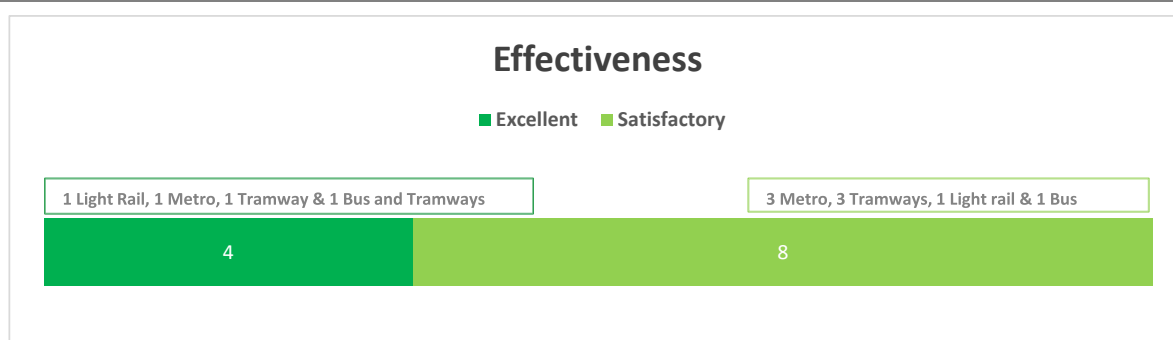 Effectiveness
Excellent Satisfactory
1 Light Rail, 1 Metro, 1 Tramway & 1 Bus and Tramways
3 Metro, 3 Tramways, 1 Light rail & 1 Bus
4
8